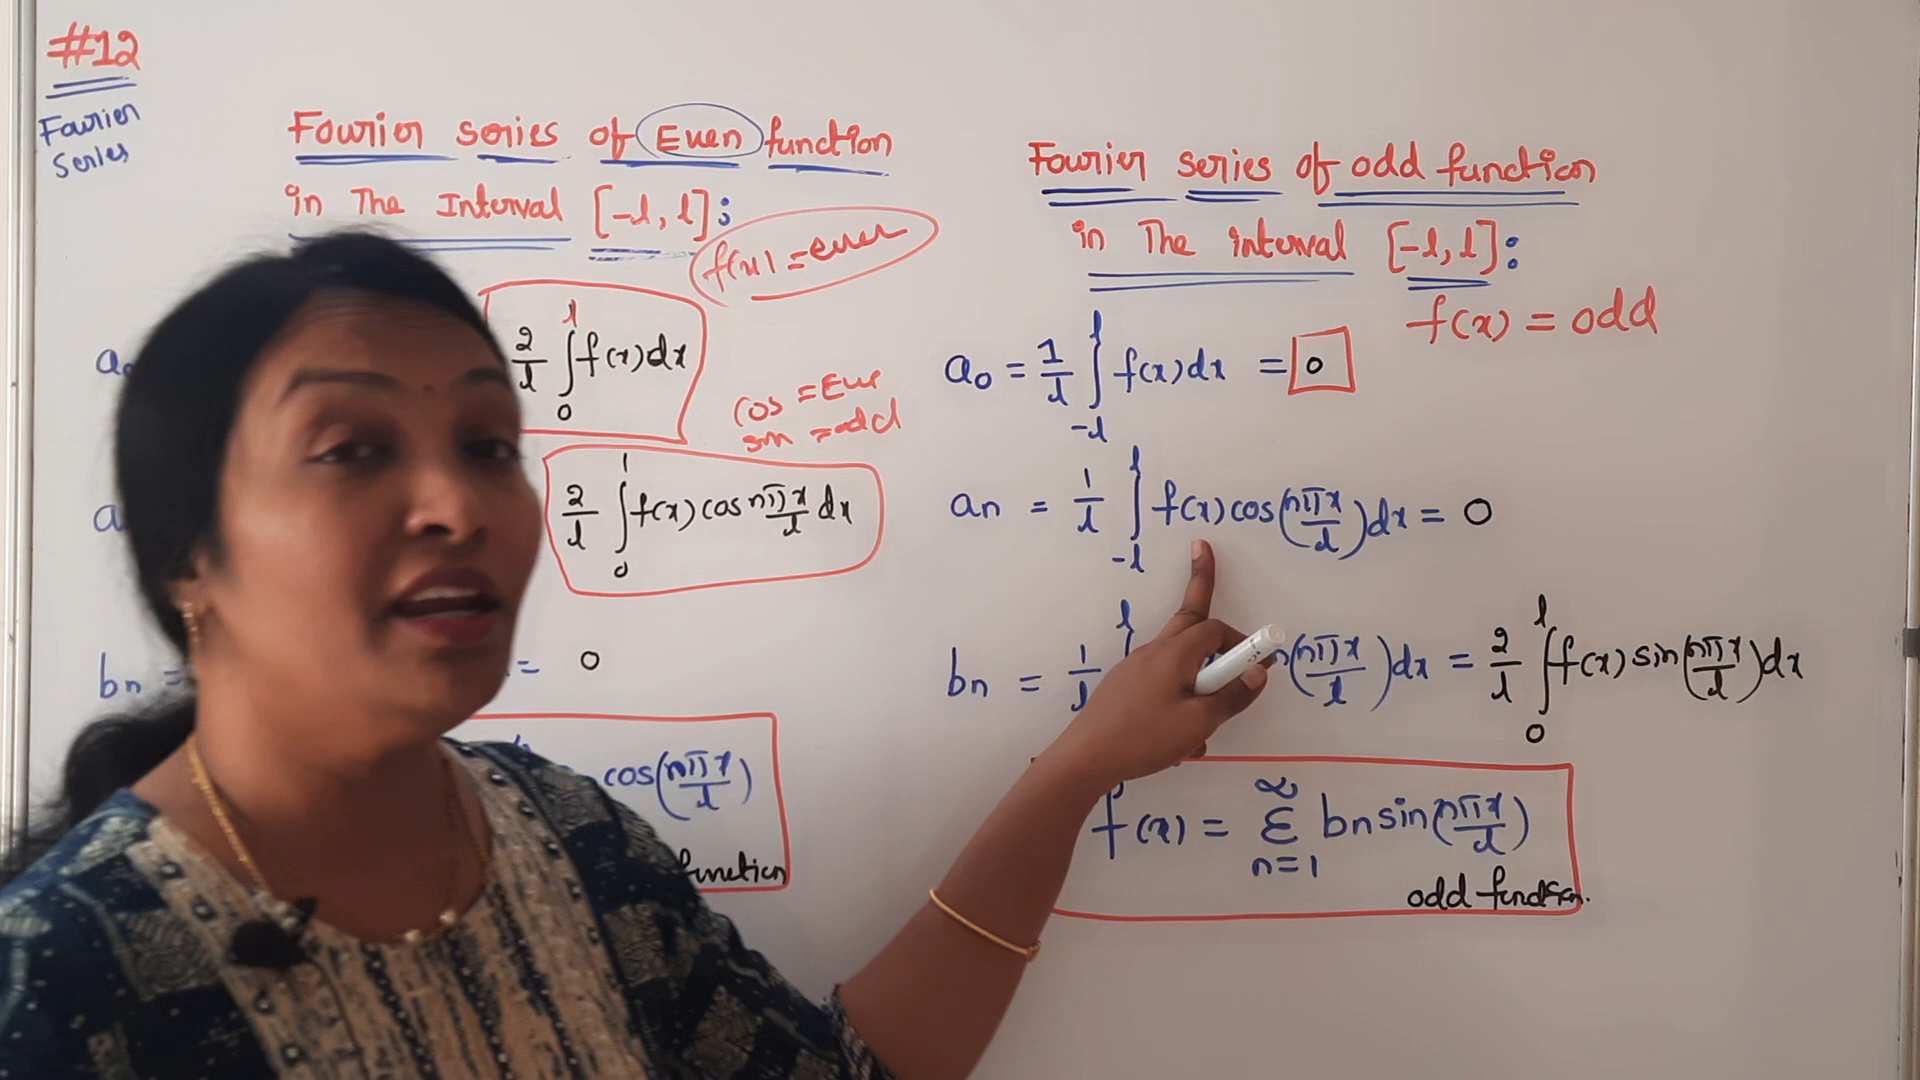 #12
Fourier
Series
Fourier series of Even function
in The Interval [-l, l]:
f(x) = even
a₀
2/l ∫₀^l f(x)dx
cos = Eve
sin = odd
a
2/l ∫₀^l f(x) cos nπx/l dx
bn =
= 0
cos(nπx/l)
function
Fourier series of odd function
in The interval [-l, l]:
f(x) = odd
a₀ = 1/l ∫₋l^l f(x)dx = 0
an = 1/l ∫₋l^l f(x)cos(nπx/l)dx = 0
bn = 1/l ∫^l (nπx/l)dx = 2/l ∫₀^l f(x) sin(nπx/l)dx
f(x) = Σ_{n=1}^∞ bn sin(nπx/l)
odd function.